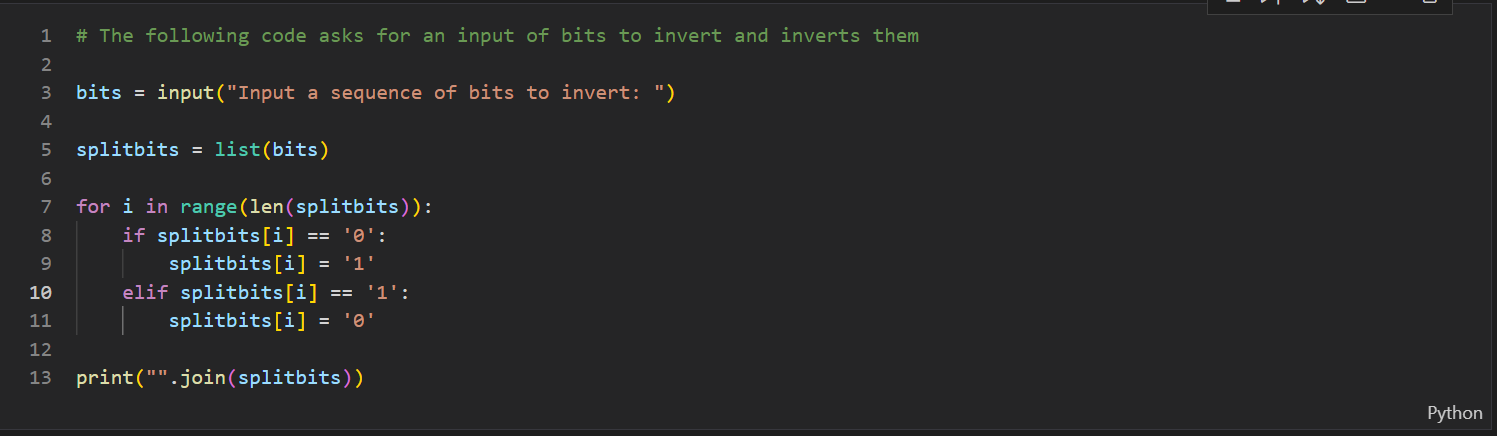 1 # The following code asks for an input of bits to invert and inverts them
2
3 bits = input("Input a sequence of bits to invert: ")
4
5 splitbits = list(bits)
6
7 for i in range(len(splitbits)):
8     if splitbits[i] == '0':
9         splitbits[i] = '1'
10     elif splitbits[i] == '1':
11         splitbits[i] = '0'
12
13 print("".join(splitbits))
Python